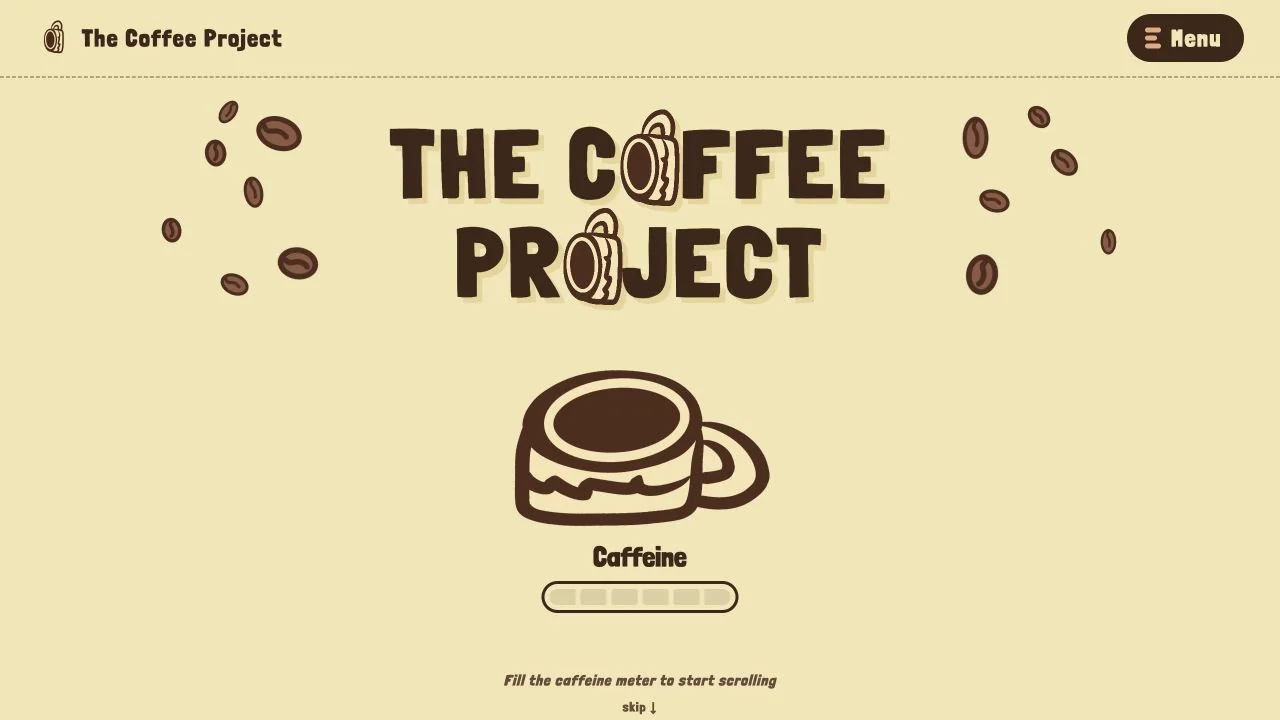 The Coffee Project
Menu
THE COFFEE
PROJECT
Caffeine
Fill the caffeine meter to start scrolling
skip ↓